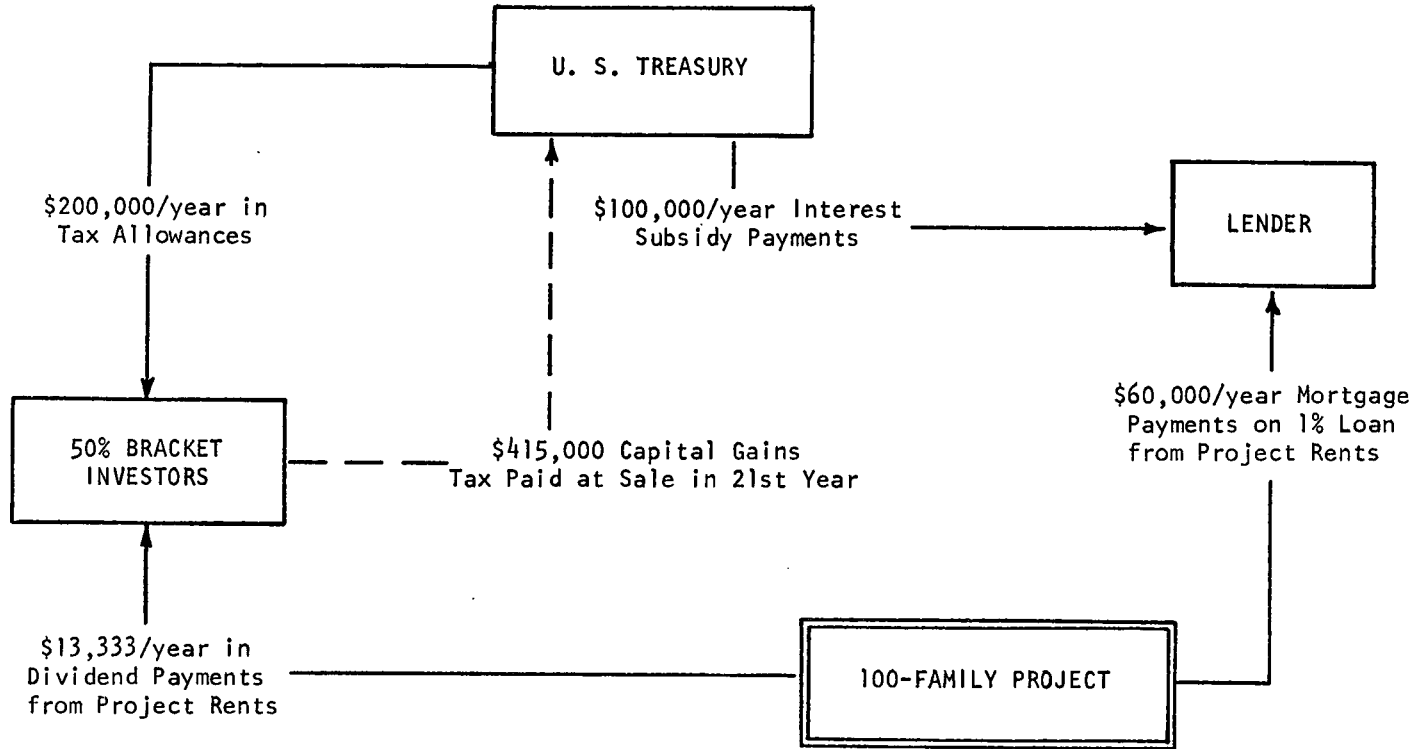 U. S. TREASURY
$200,000/year in
Tax Allowances
$100,000/year Interest
Subsidy Payments
LENDER
50% BRACKET
INVESTORS
$415,000 Capital Gains
Tax Paid at Sale in 21st Year
$60,000/year Mortgage
Payments on 1% Loan
from Project Rents
$13,333/year in
Dividend Payments
from Project Rents
100-FAMILY PROJECT